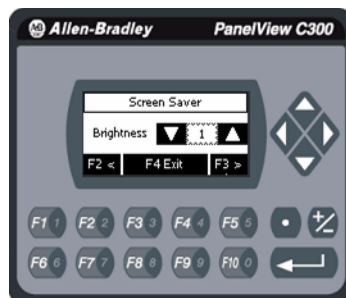 AB Allen-Bradley PanelView C300
Screen Saver
Brightness 1
F2 < F4 Exit F3 >
F1 1 F2 2 F3 3 F4 4 F5 5 • +/-
F6 6 F7 7 F8 8 F9 9 F10 0